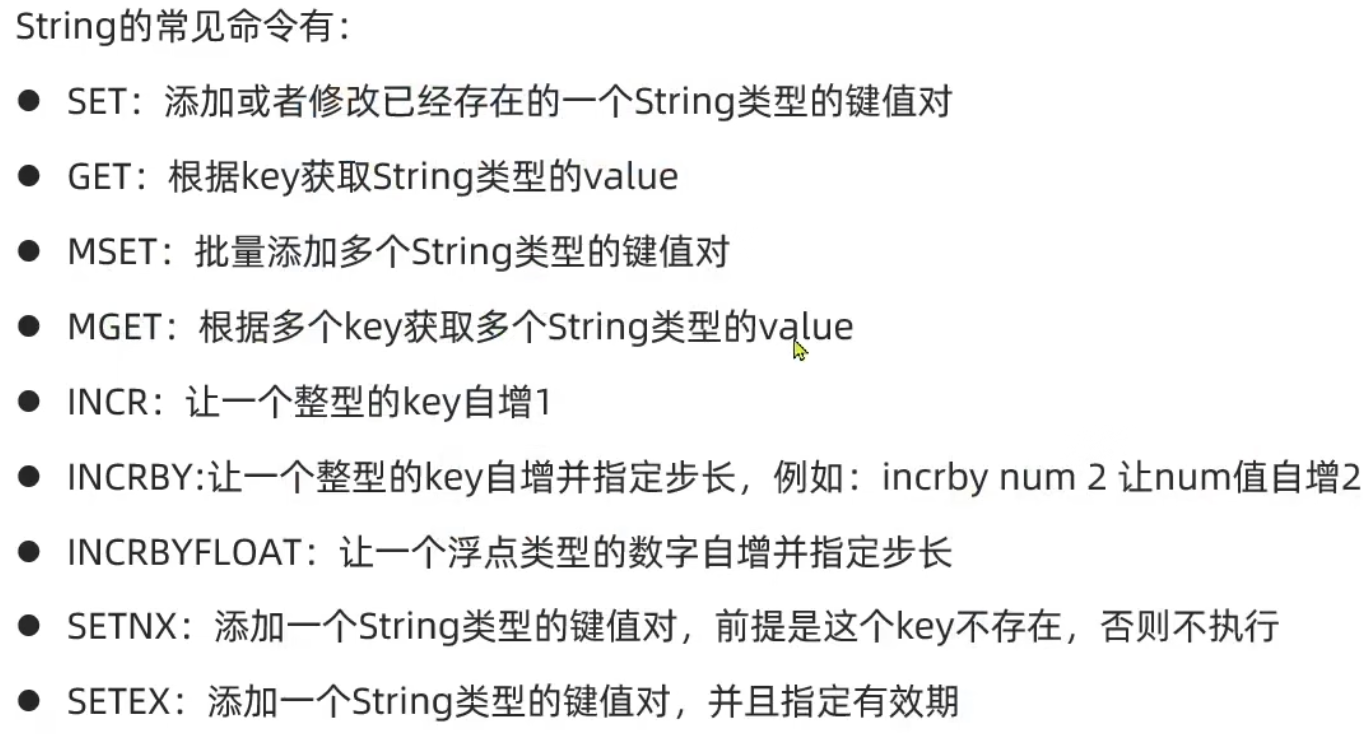 String的常见命令有：
● SET：添加或者修改已经存在的一个String类型的键值对
● GET：根据key获取String类型的value
● MSET：批量添加多个String类型的键值对
● MGET：根据多个key获取多个String类型的value
● INCR：让一个整型的key自增1
● INCRBY:让一个整型的key自增并指定步长，例如：incrby num 2 让num值自增2
● INCRBYFLOAT：让一个浮点类型的数字自增并指定步长
● SETNX：添加一个String类型的键值对，前提是这个key不存在，否则不执行
● SETEX：添加一个String类型的键值对，并且指定有效期